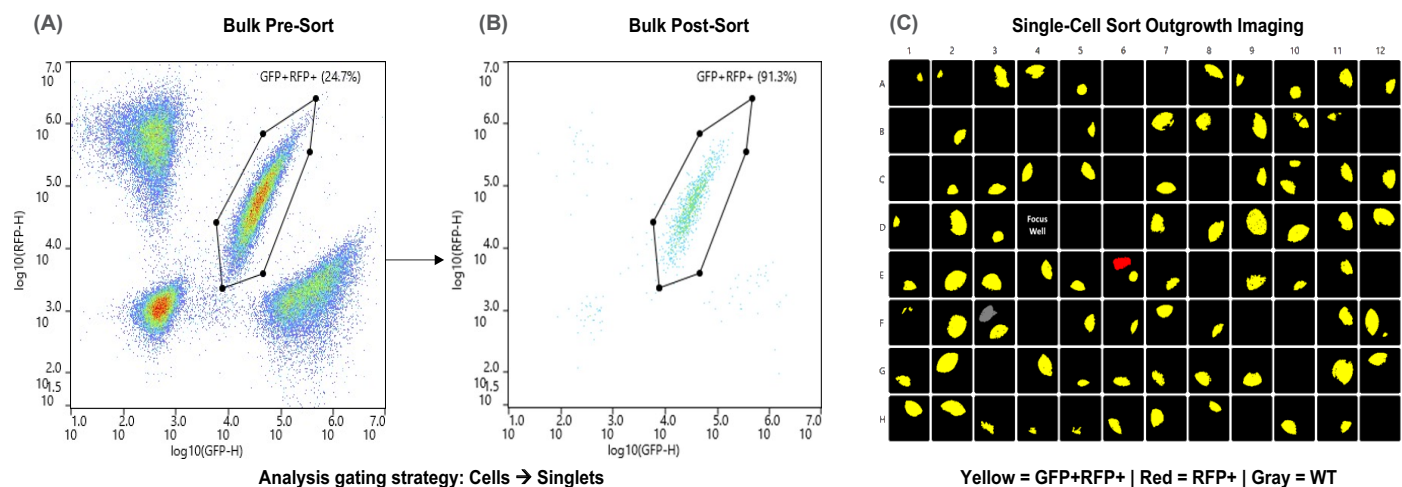 (A)
Bulk Pre-Sort
GFP+RFP+ (24.7%)
log10(RFP-H)
7.0
10
6.0
10
5.0
10
4.0
10
3.0
10
2.0
10
1.5
10
1.0
10
2.0
10
3.0
10
4.0
10
5.0
10
6.0
10
7.0
10
log10(GFP-H)
(B)
Bulk Post-Sort
GFP+RFP+ (91.3%)
log10(RFP-H)
7.0
10
6.0
10
5.0
10
4.0
10
3.0
10
2.0
10
1.5
10
1.0
10
2.0
10
3.0
10
4.0
10
5.0
10
6.0
10
7.0
10
log10(GFP-H)
Analysis gating strategy: Cells → Singlets
(C)
Single-Cell Sort Outgrowth Imaging
1 2 3 4 5 6 7 8 9 10 11 12
A
B
C
D
Focus
Well
E
F
G
H
Yellow = GFP+RFP+ | Red = RFP+ | Gray = WT